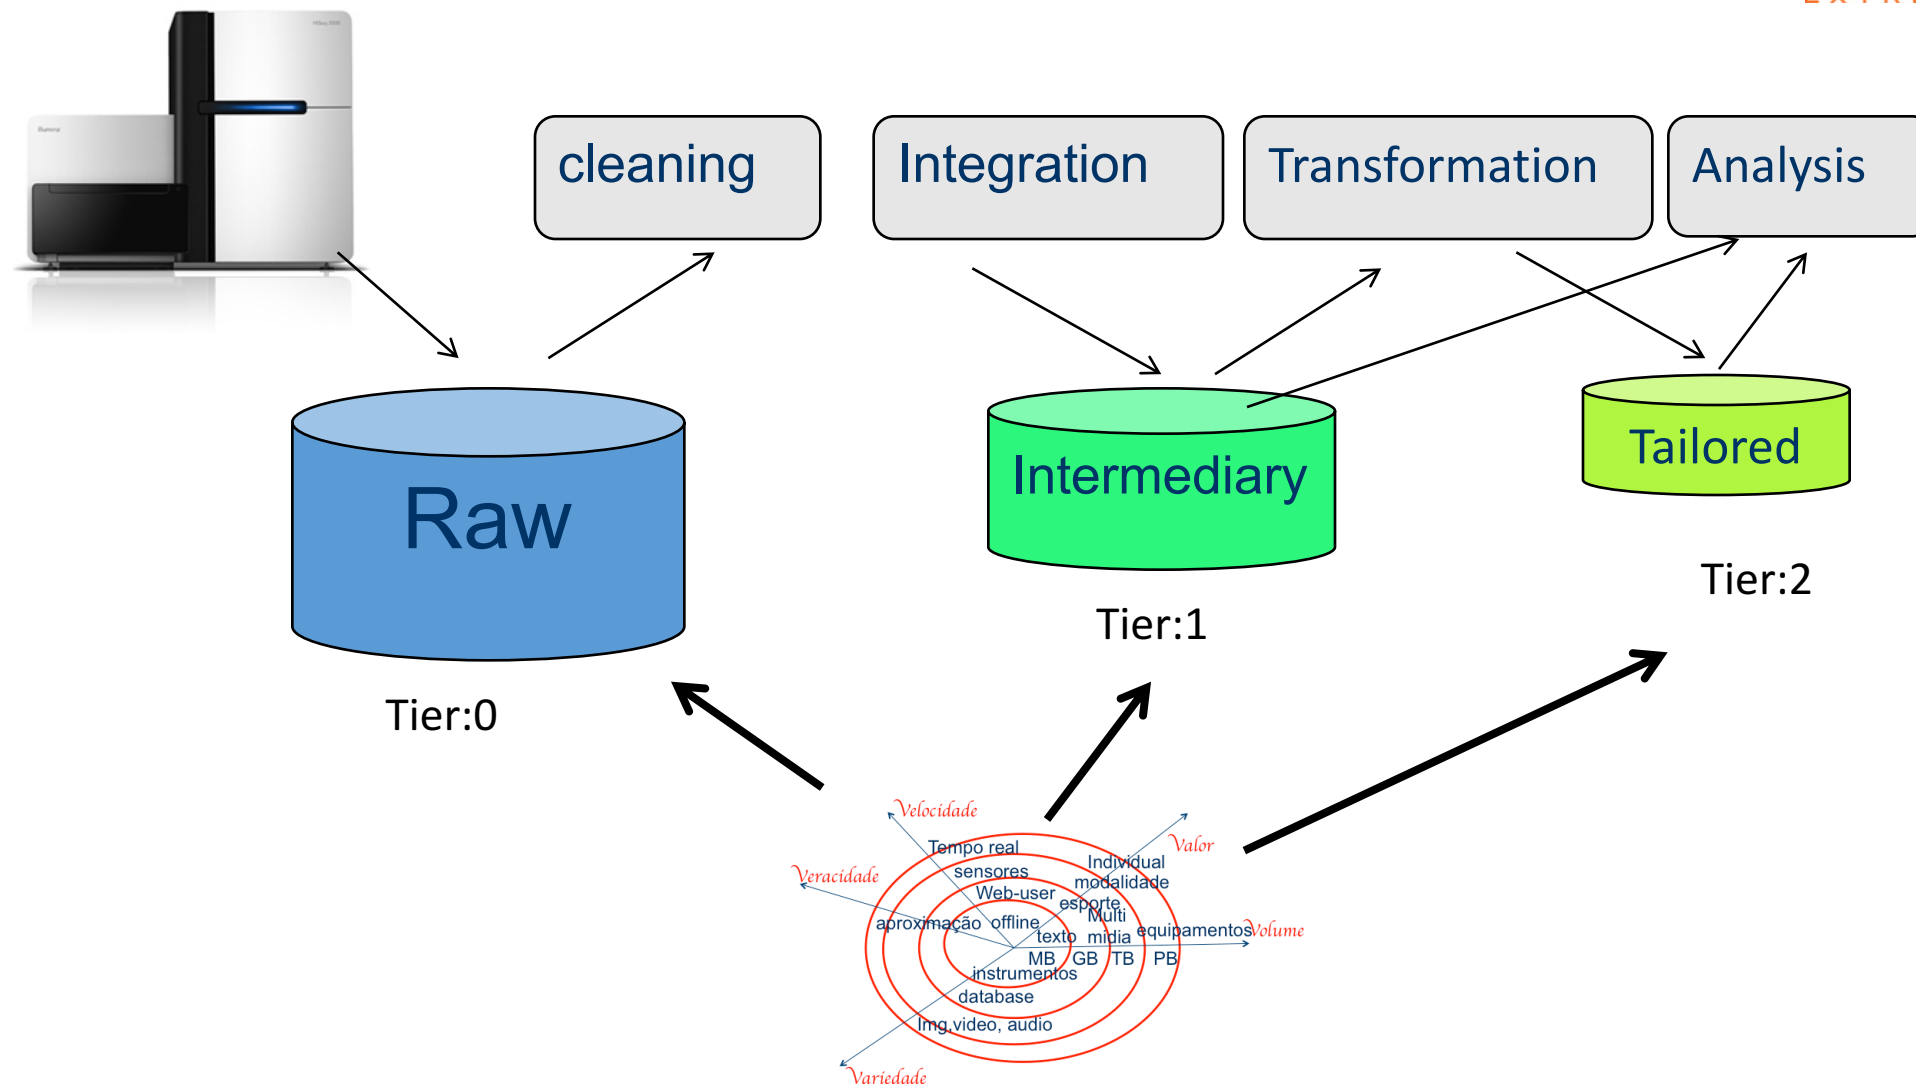 cleaning
Integration
Transformation
Analysis
Raw
Intermediary
Tailored
Tier:0
Tier:1
Tier:2
Velocidade
Valor
Veracidade
Volume
Variedade
Tempo real
sensores
Web-user
offline
aproximação
Individual
modalidade
esporte
texto
Multi
midia
equipamentos
MB GB TB PB
instrumentos
database
Img,video, audio